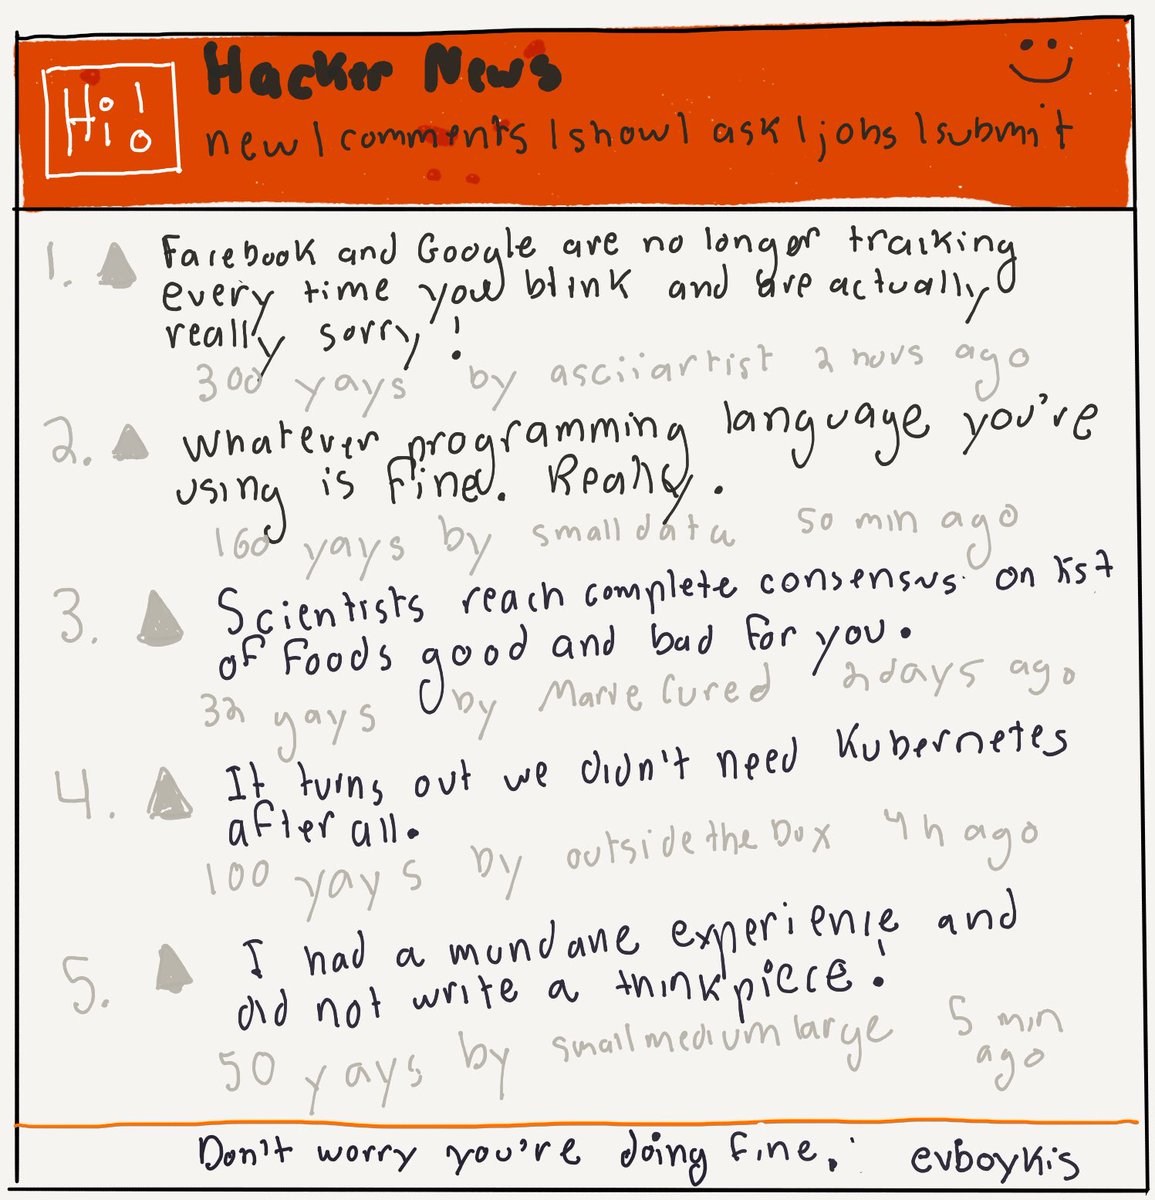 Hi!
Hacker News
new | comments | show | ask | jobs | submit
1. Facebook and Google are no longer tracking
every time you blink and are actually
really sorry!
300 yays by asciiartist 2 hours ago
2. Whatever programming language you're
using is fine. Really.
160 yays by smalldata 50 min ago
3. Scientists reach complete consensus on list
of foods good and bad for you.
32 yays by Marie Cured 2 days ago
4. It turns out we didn't need Kubernetes
after all.
100 yays by outsidethebox 4h ago
5. I had a mundane experience and
did not write a thinkpiece!
50 yays by smallmediumlarge 5 min
ago
Don't worry you're doing fine. evboykis